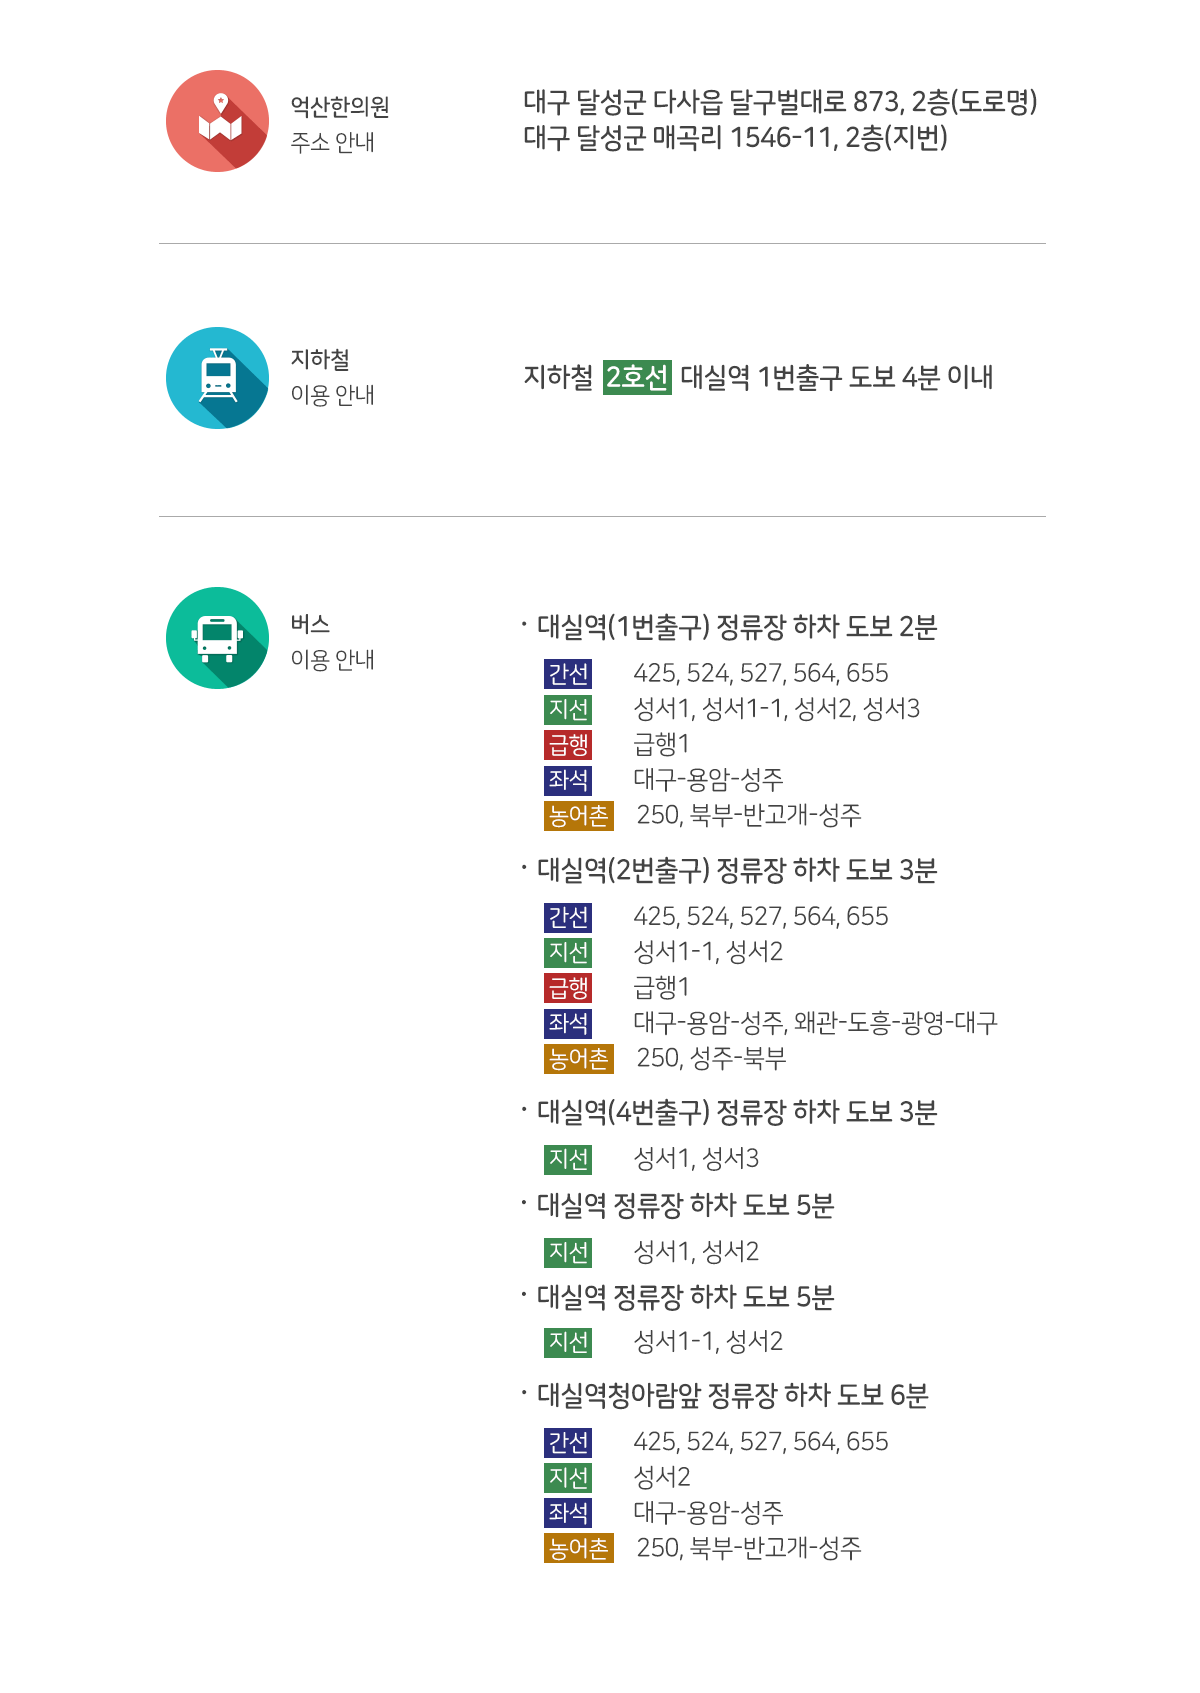 억산한의원
주소 안내
대구 달성군 다사읍 달구벌대로 873, 2층(도로명)
대구 달성군 매곡리 1546-11, 2층(지번)
지하철
이용 안내
지하철 2호선 대실역 1번출구 도보 4분 이내
버스
이용 안내
· 대실역(1번출구) 정류장 하차 도보 2분
간선 425, 524, 527, 564, 655
지선 성서1, 성서1-1, 성서2, 성서3
급행 급행1
좌석 대구-용암-성주
농어촌 250, 북부-반고개-성주
· 대실역(2번출구) 정류장 하차 도보 3분
간선 425, 524, 527, 564, 655
지선 성서1-1, 성서2
급행 급행1
좌석 대구-용암-성주, 왜관-도흥-광영-대구
농어촌 250, 성주-북부
· 대실역(4번출구) 정류장 하차 도보 3분
지선 성서1, 성서3
· 대실역 정류장 하차 도보 5분
지선 성서1, 성서2
· 대실역 정류장 하차 도보 5분
지선 성서1-1, 성서2
· 대실역청아람앞 정류장 하차 도보 6분
간선 425, 524, 527, 564, 655
지선 성서2
좌석 대구-용암-성주
농어촌 250, 북부-반고개-성주